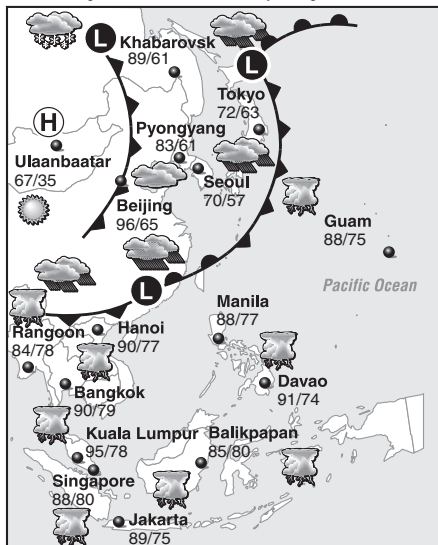 L
Khabarovsk
89/61
L
Tokyo
72/63
H
Pyongyang
83/61
Ulaanbaatar
67/35
Seoul
70/57
Beijing
96/65
Guam
88/75
Pacific Ocean
L
Manila
88/77
Rangoon
84/78
Hanoi
90/77
Bangkok
90/79
Davao
91/74
Kuala Lumpur
95/78
Balikpapan
85/80
Singapore
88/80
Jakarta
89/75